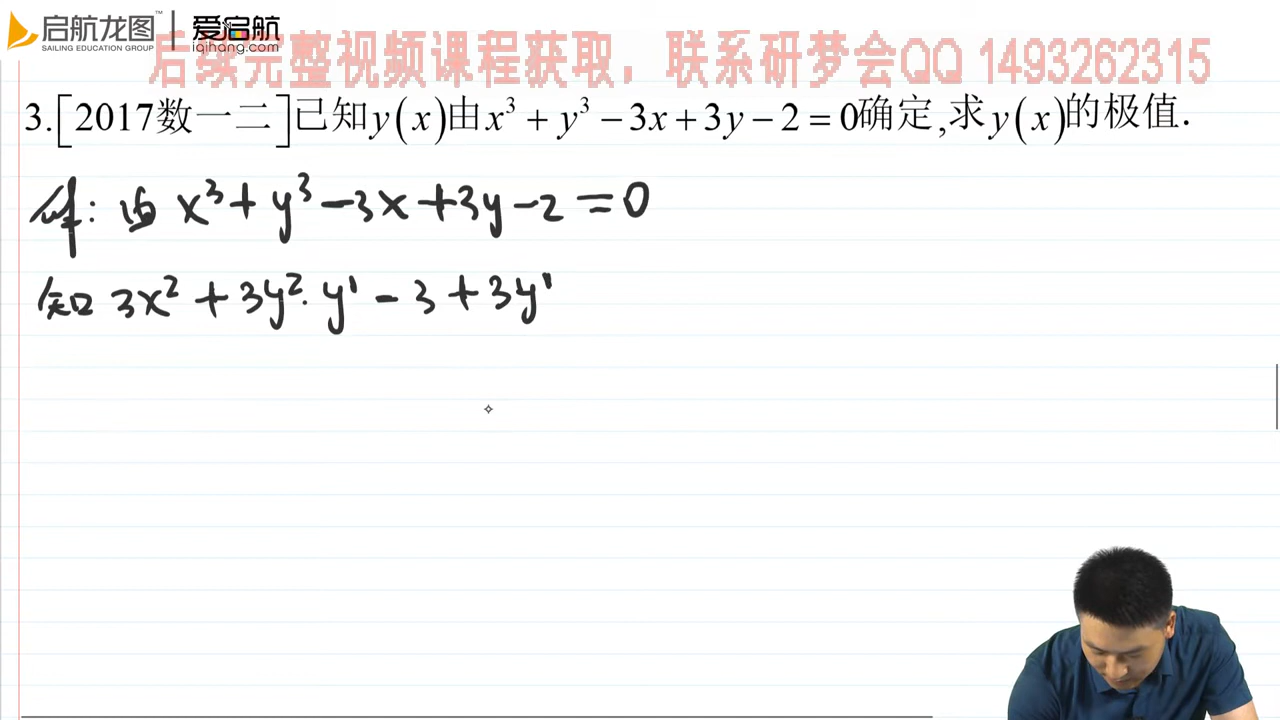 启航龙图 爱启航
SAILING EDUCATION GROUP iqihang.com
后续完整视频课程获取，联系研梦会QQ 1493262315
3.[2017数一二]已知y(x)由x³+y³−3x+3y−2=0确定,求y(x)的极值.
解: 由 x³+y³−3x+3y−2=0
知 3x²+3y²·y'−3+3y'